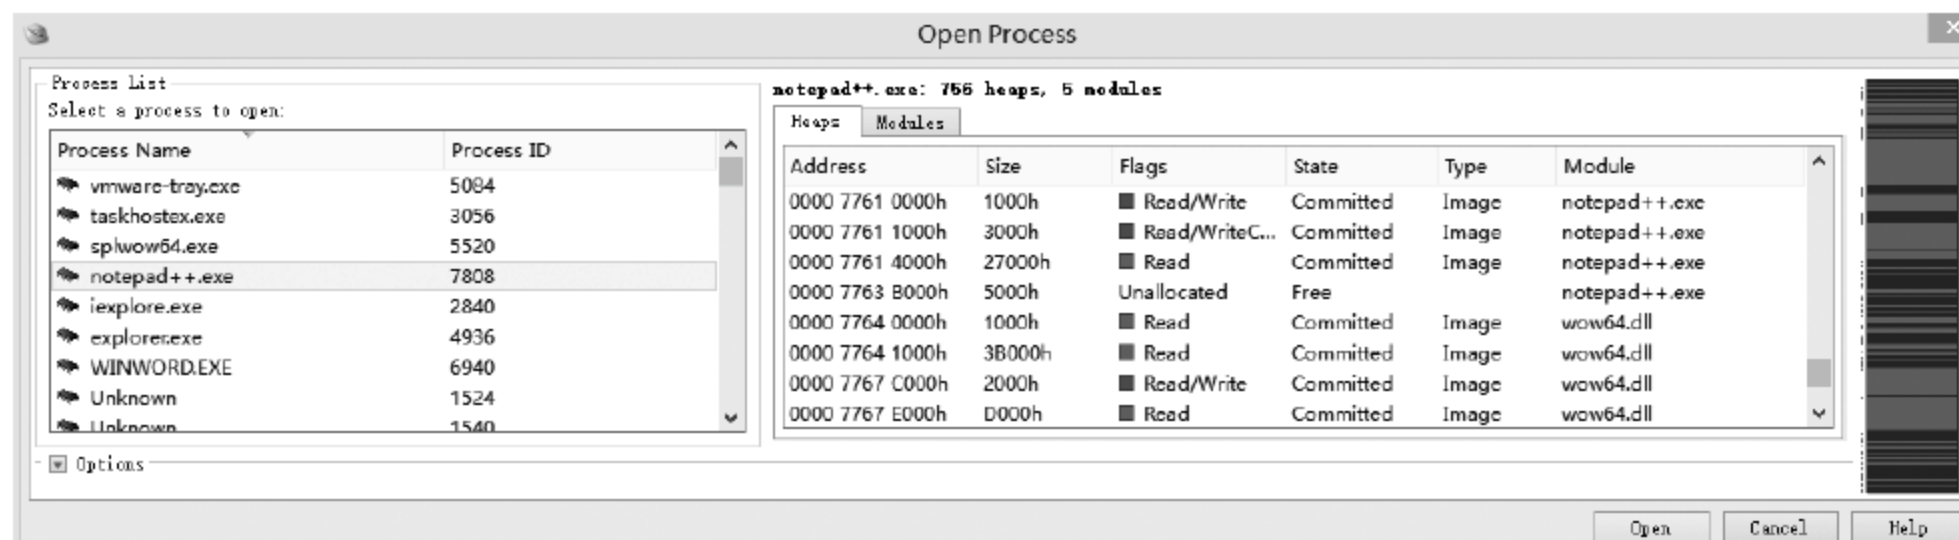 Open Process
Process List
Select a process to open:
Process Name Process ID
vmware-tray.exe 5084
taskhostex.exe 3056
splwow64.exe 5520
notepad++.exe 7808
iexplore.exe 2840
explorer.exe 4936
WINWORD.EXE 6940
Unknown 1524
Unknown 1540
Options
notepad++.exe: 756 heaps, 5 modules
Heaps Modules
Address Size Flags State Type Module
0000 7761 0000h 1000h Read/Write Committed Image notepad++.exe
0000 7761 1000h 3000h Read/WriteC... Committed Image notepad++.exe
0000 7761 4000h 27000h Read Committed Image notepad++.exe
0000 7763 B000h 5000h Unallocated Free notepad++.exe
0000 7764 0000h 1000h Read Committed Image wow64.dll
0000 7764 1000h 3B000h Read Committed Image wow64.dll
0000 7767 C000h 2000h Read/Write Committed Image wow64.dll
0000 7767 E000h D000h Read Committed Image wow64.dll
Open Cancel Help